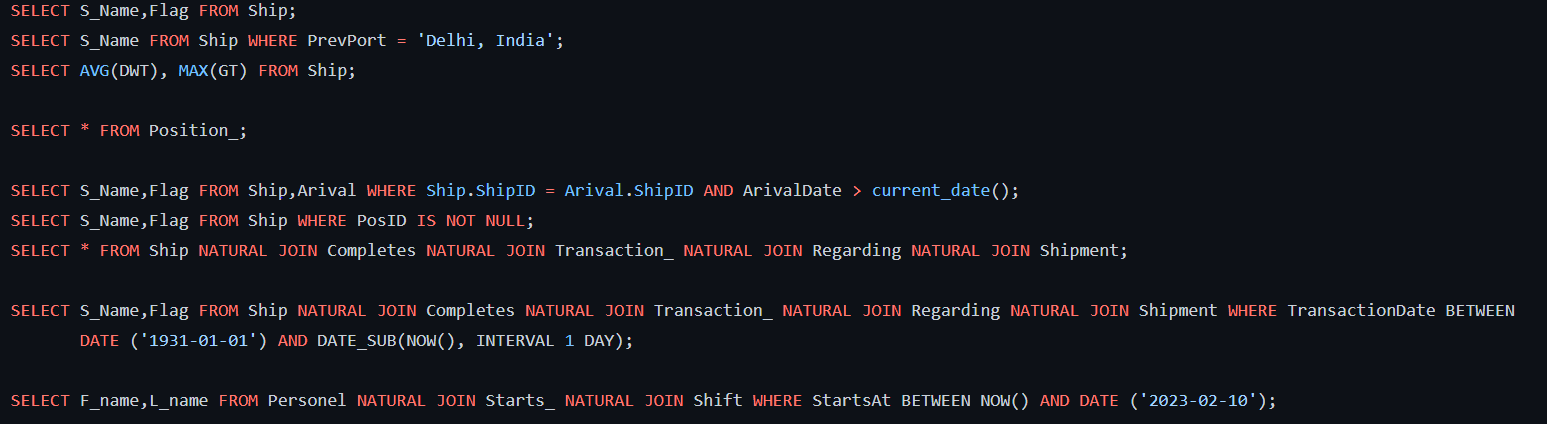 SELECT S_Name,Flag FROM Ship;
SELECT S_Name FROM Ship WHERE PrevPort = 'Delhi, India';
SELECT AVG(DWT), MAX(GT) FROM Ship;
SELECT * FROM Position_;
SELECT S_Name,Flag FROM Ship,Arival WHERE Ship.ShipID = Arival.ShipID AND ArivalDate > current_date();
SELECT S_Name,Flag FROM Ship WHERE PosID IS NOT NULL;
SELECT * FROM Ship NATURAL JOIN Completes NATURAL JOIN Transaction_ NATURAL JOIN Regarding NATURAL JOIN Shipment;
SELECT S_Name,Flag FROM Ship NATURAL JOIN Completes NATURAL JOIN Transaction_ NATURAL JOIN Regarding NATURAL JOIN Shipment WHERE TransactionDate BETWEEN
DATE ('1931-01-01') AND DATE_SUB(NOW(), INTERVAL 1 DAY);
SELECT F_name,L_name FROM Personel NATURAL JOIN Starts_ NATURAL JOIN Shift WHERE StartsAt BETWEEN NOW() AND DATE ('2023-02-10');